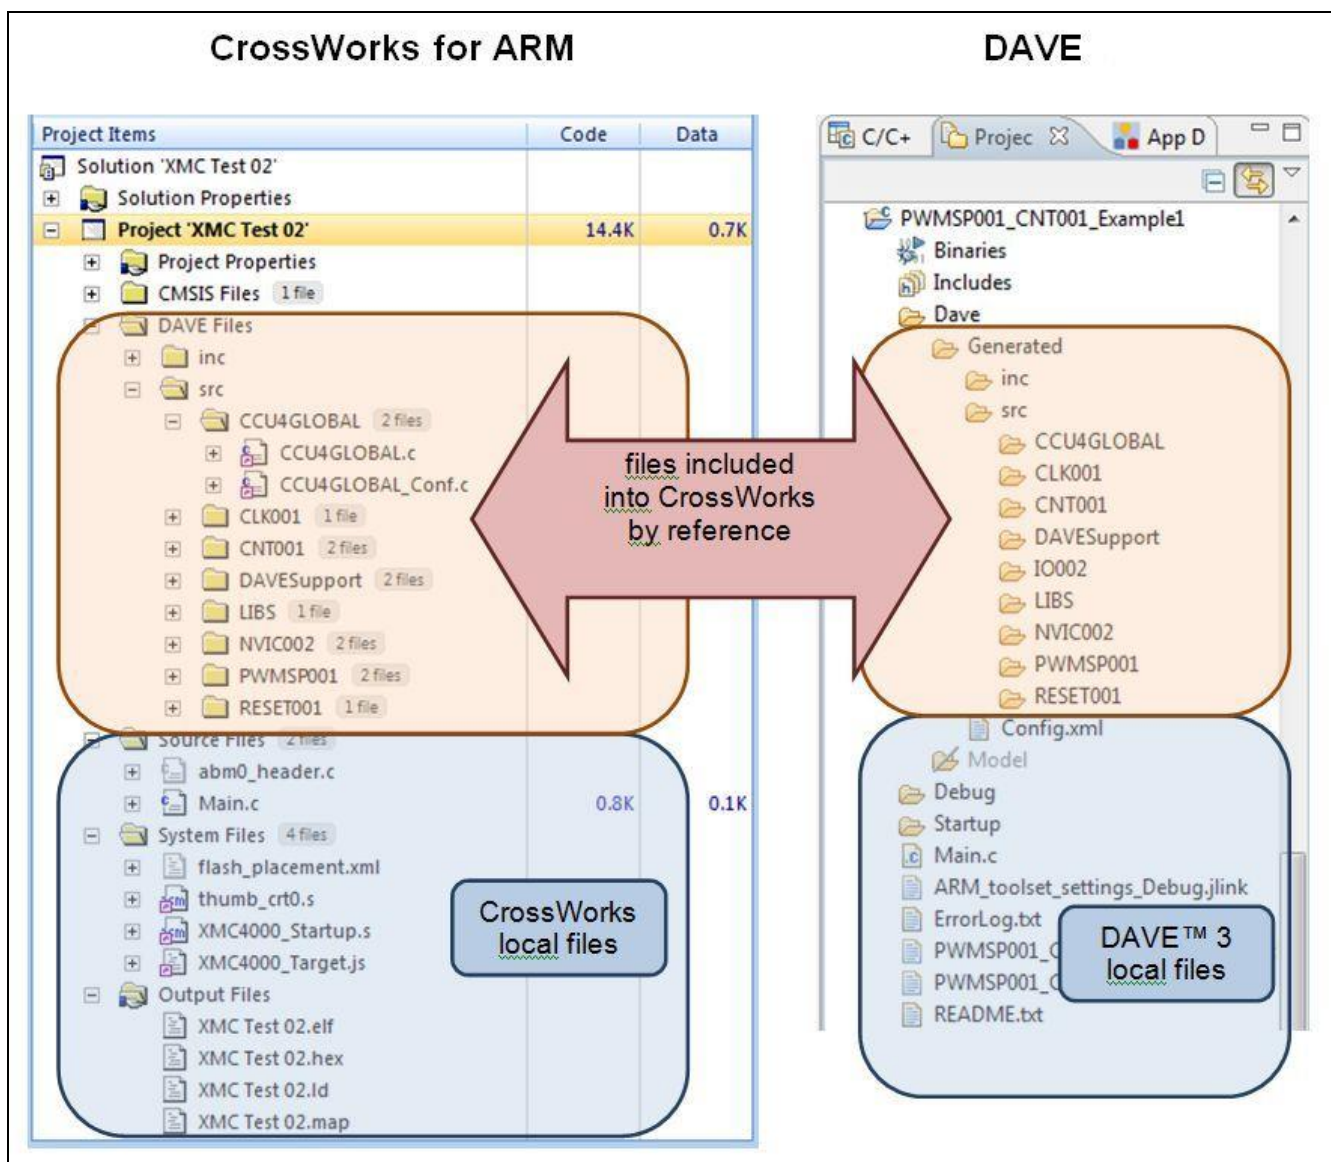 CrossWorks for ARM
DAVE
Project Items Code Data
Solution 'XMC Test 02'
Solution Properties
Project 'XMC Test 02' 14.4K 0.7K
Project Properties
CMSIS Files 1 file
DAVE Files
inc
src
CCU4GLOBAL 2 files
CCU4GLOBAL.c
CCU4GLOBAL_Conf.c
CLK001 1 file
CNT001 2 files
DAVESupport 2 files
LIBS 1 file
NVIC002 2 files
PWMSP001 2 files
RESET001 1 file
Source Files 2 files
abm0_header.c
Main.c 0.8K 0.1K
System Files 4 files
flash_placement.xml
thumb_crt0.s
XMC4000_Startup.s
XMC4000_Target.js
Output Files
XMC Test 02.elf
XMC Test 02.hex
XMC Test 02.ld
XMC Test 02.map
CrossWorks
local files
files included
into CrossWorks
by reference
C/C+ Projec App D
PWMSP001_CNT001_Example1
Binaries
Includes
Dave
Generated
inc
src
CCU4GLOBAL
CLK001
CNT001
DAVESupport
IO002
LIBS
NVIC002
PWMSP001
RESET001
Config.xml
Model
Debug
Startup
Main.c
ARM_toolset_settings_Debug.jlink
ErrorLog.txt
PWMSP001_C
PWMSP001_C
README.txt
DAVE™ 3
local files